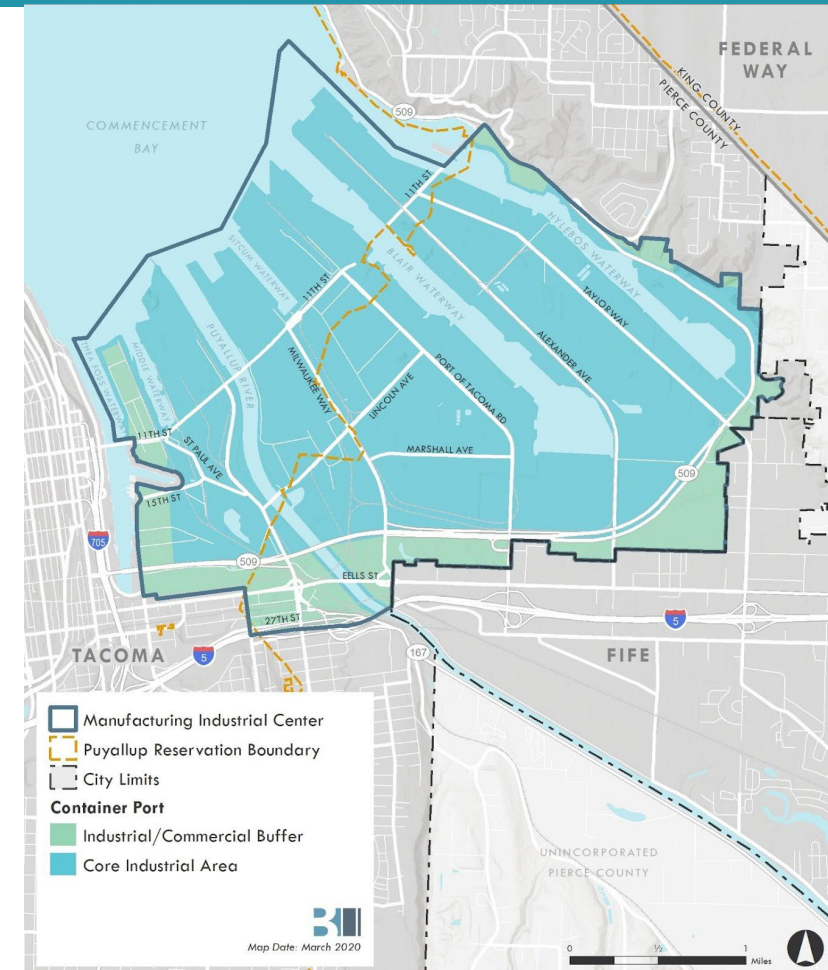 FEDERAL
WAY
KING COUNTY
PIERCE COUNTY
COMMENCEMENT
BAY
509
11TH ST
HYLEBOS WATERWAY
SITCUM WATERWAY
BLAIR WATERWAY
11TH ST
TAYLORWAY
PUYALLUP RIVER
MIDDLE WATERWAY
THEA FOSS WATERWAY
MILWAUKEE WAY
ALEXANDER AVE
PORT OF TACOMA RD
LINCOLN AVE
11TH ST
ST PAUL AVE
MARSHALL AVE
509
15TH ST
705
509
EELLS ST
27TH ST
5
TACOMA
5
167
FIFE
Manufacturing Industrial Center
Puyallup Reservation Boundary
City Limits
Container Port
Industrial/Commercial Buffer
Core Industrial Area
UNINCORPORATED
PIERCE COUNTY
Map Date: March 2020
0 ½ 1
Miles